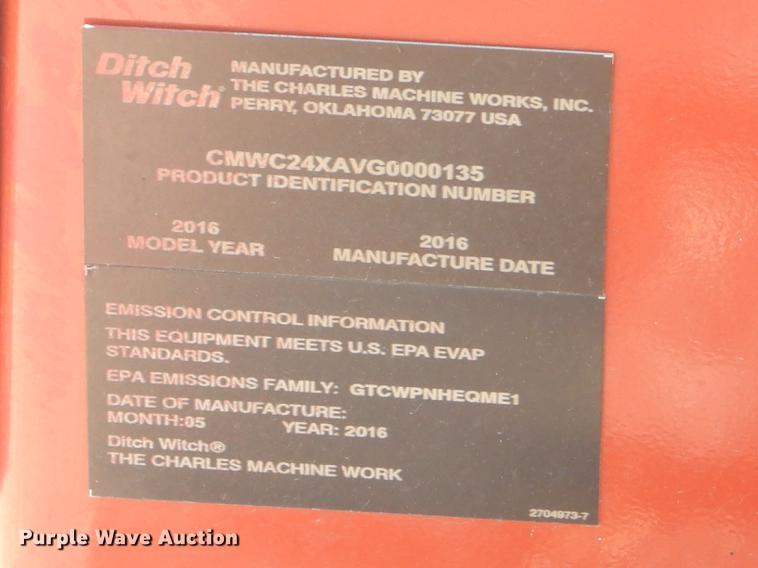 Ditch Witch®
MANUFACTURED BY
THE CHARLES MACHINE WORKS, INC.
PERRY, OKLAHOMA 73077 USA
CMWC24XAVG0000135
PRODUCT IDENTIFICATION NUMBER
2016
MODEL YEAR
2016
MANUFACTURE DATE
EMISSION CONTROL INFORMATION
THIS EQUIPMENT MEETS U.S. EPA EVAP
STANDARDS.
EPA EMISSIONS FAMILY: GTCWPNHEQME1
DATE OF MANUFACTURE:
MONTH:05 YEAR: 2016
Ditch Witch®
THE CHARLES MACHINE WORK
2704973-7
Purple Wave Auction